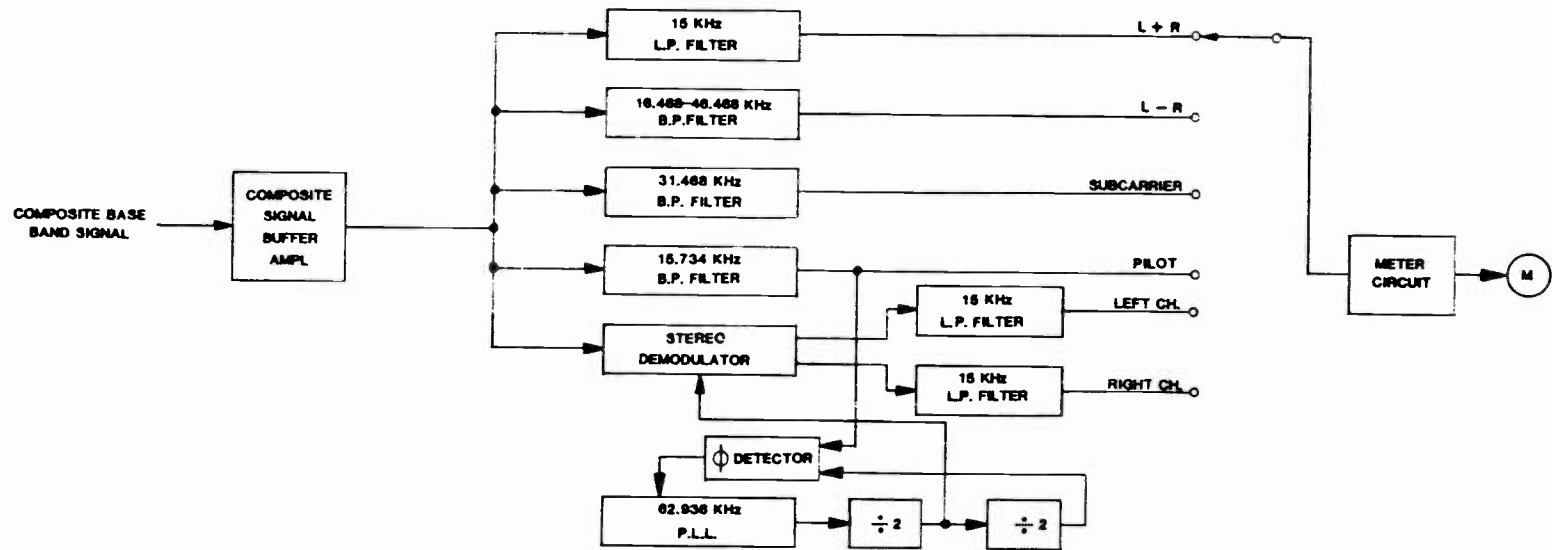 15 KHz
L.P. FILTER
L + R
16.468-46.468 KHz
B.P.FILTER
L - R
31.468 KHz
B.P. FILTER
SUBCARRIER
COMPOSITE BASE
BAND SIGNAL
COMPOSITE
SIGNAL
BUFFER
AMPL
15.734 KHz
B.P. FILTER
PILOT
METER
CIRCUIT
M
STEREO
DEMODULATOR
15 KHz
L.P. FILTER
LEFT CH.
15 KHz
L.P. FILTER
RIGHT CH.
Φ DETECTOR
62.936 KHz
P.L.L.
÷ 2
÷ 2